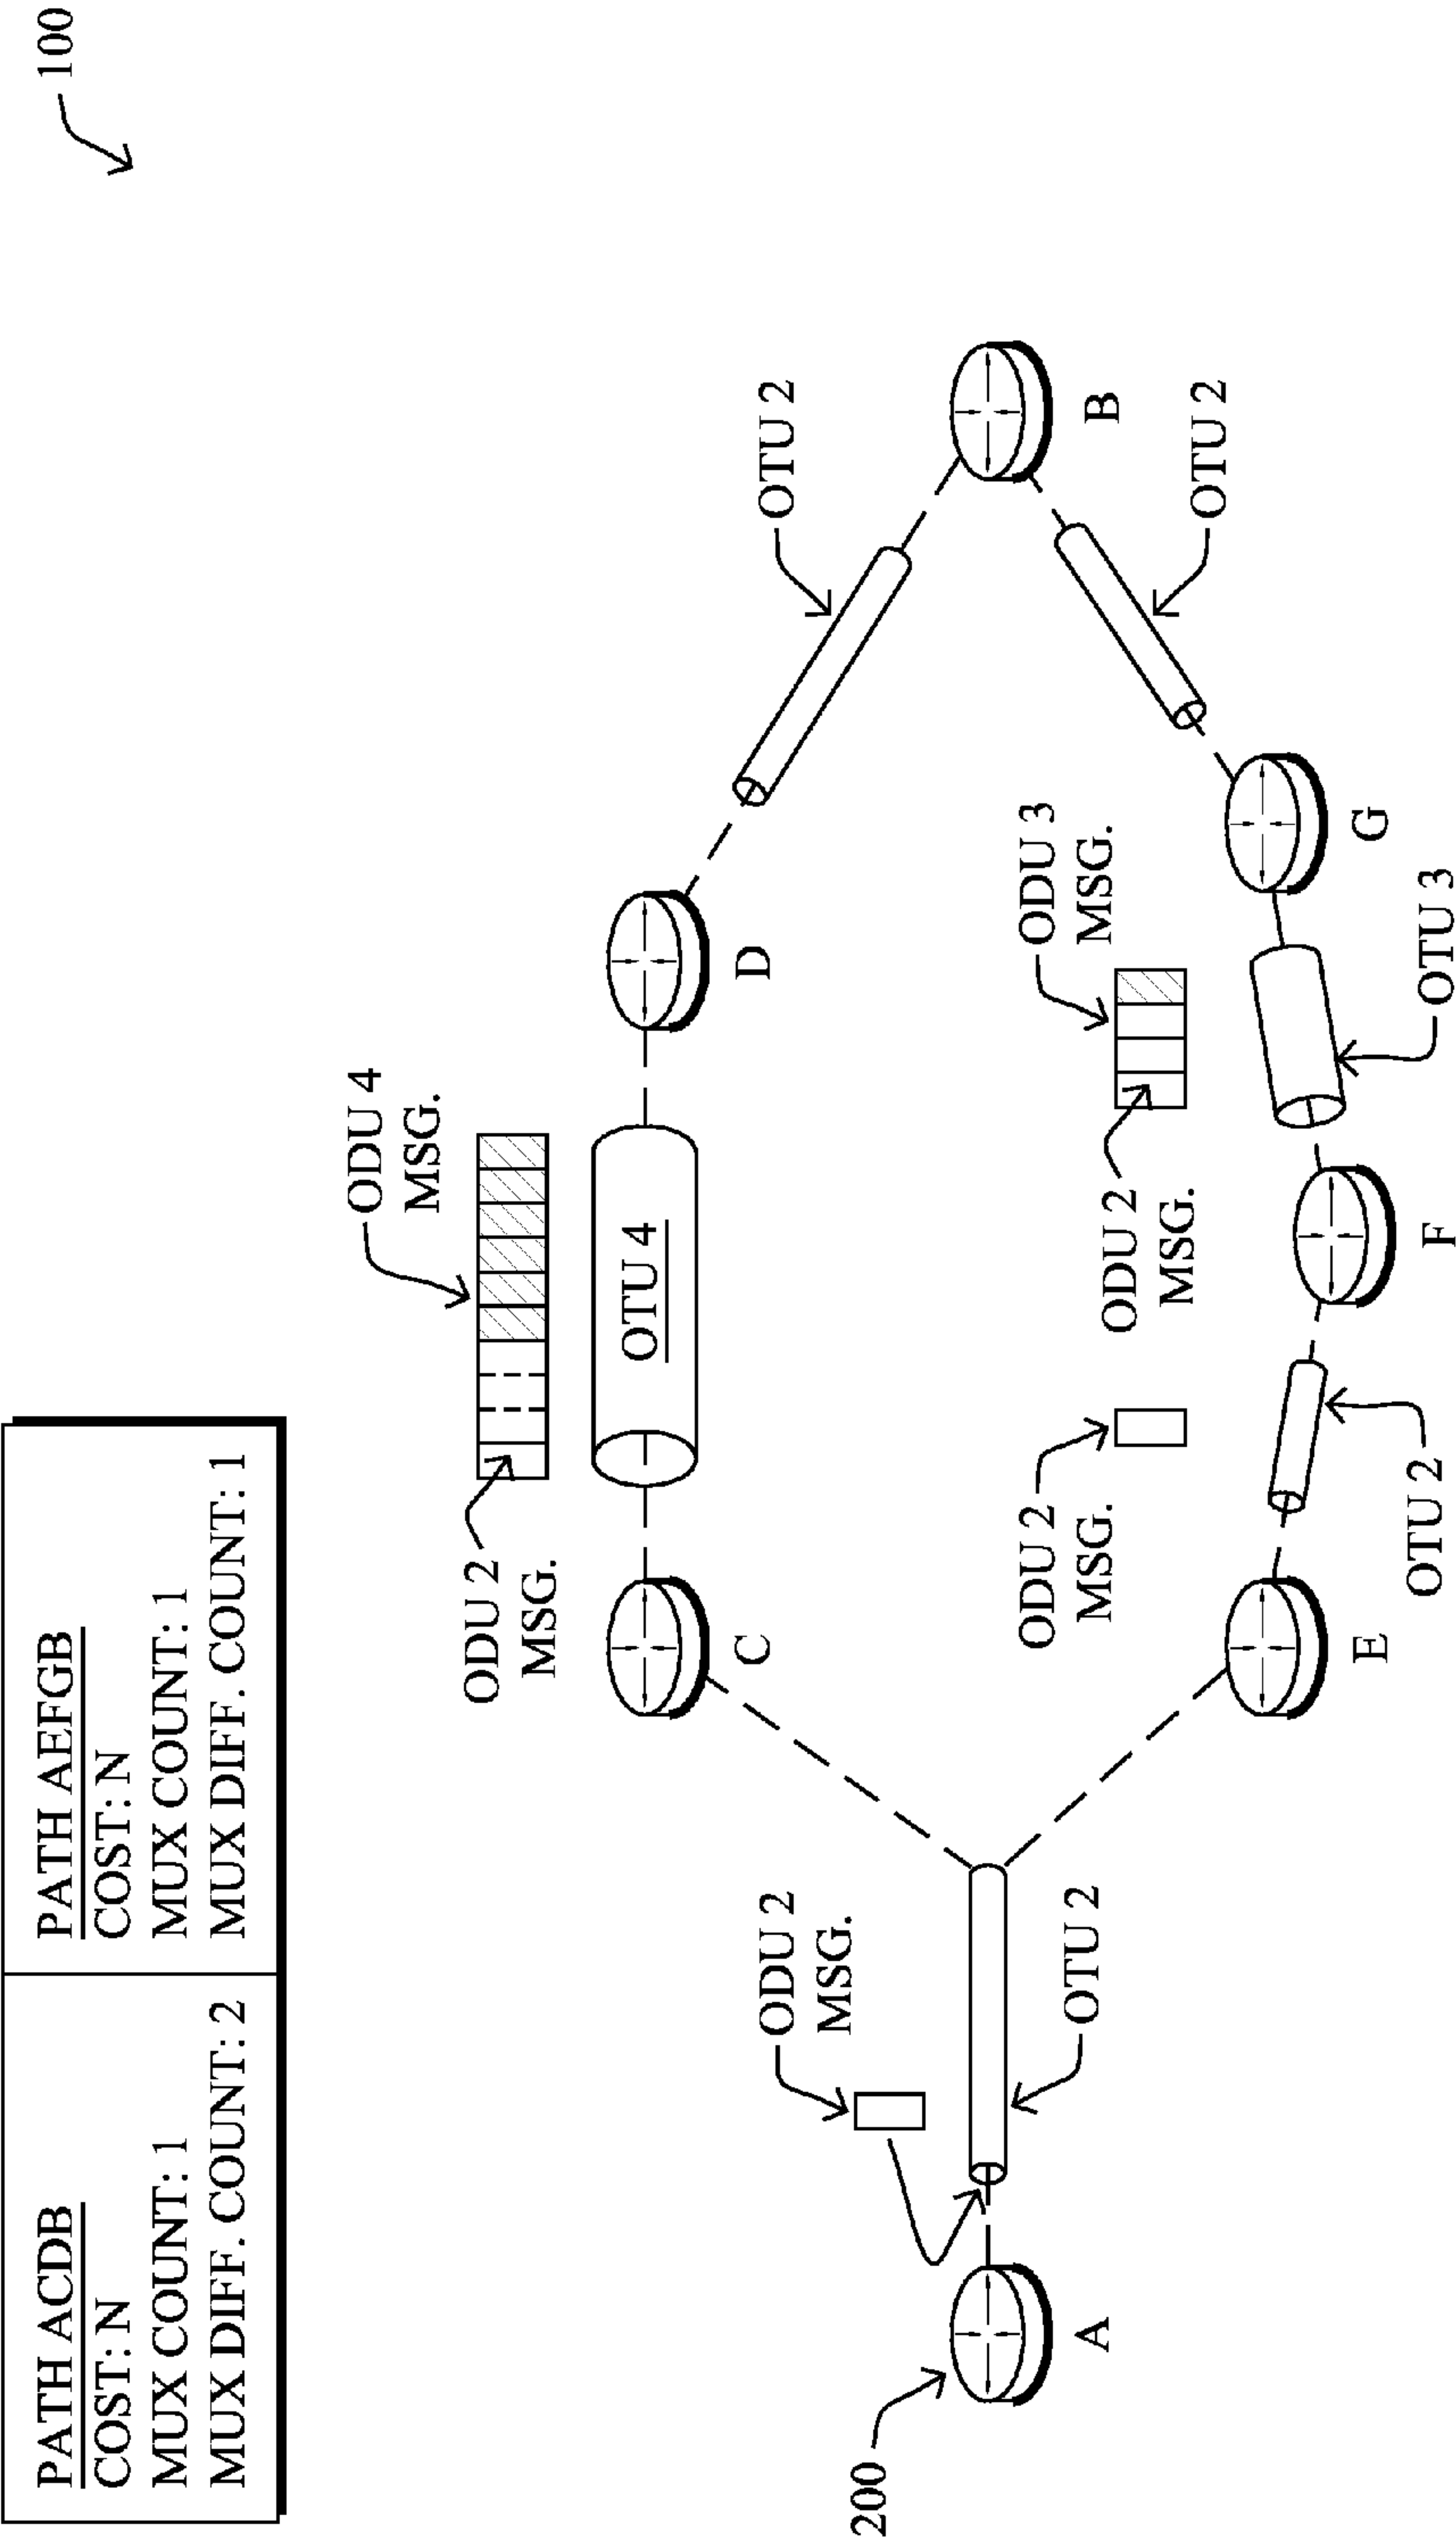 100
PATH ACDB
COST: N
MUX COUNT: 1
MUX DIFF. COUNT: 2
PATH AEFGB
COST: N
MUX COUNT: 1
MUX DIFF. COUNT: 1
ODU 4
MSG.
ODU 2
MSG.
OTU 4
C
D
OTU 2
ODU 2
MSG.
200
A
OTU 2
B
ODU 2
MSG.
ODU 2
MSG.
ODU 3
MSG.
OTU 2
E
F
G
OTU 2
OTU 3